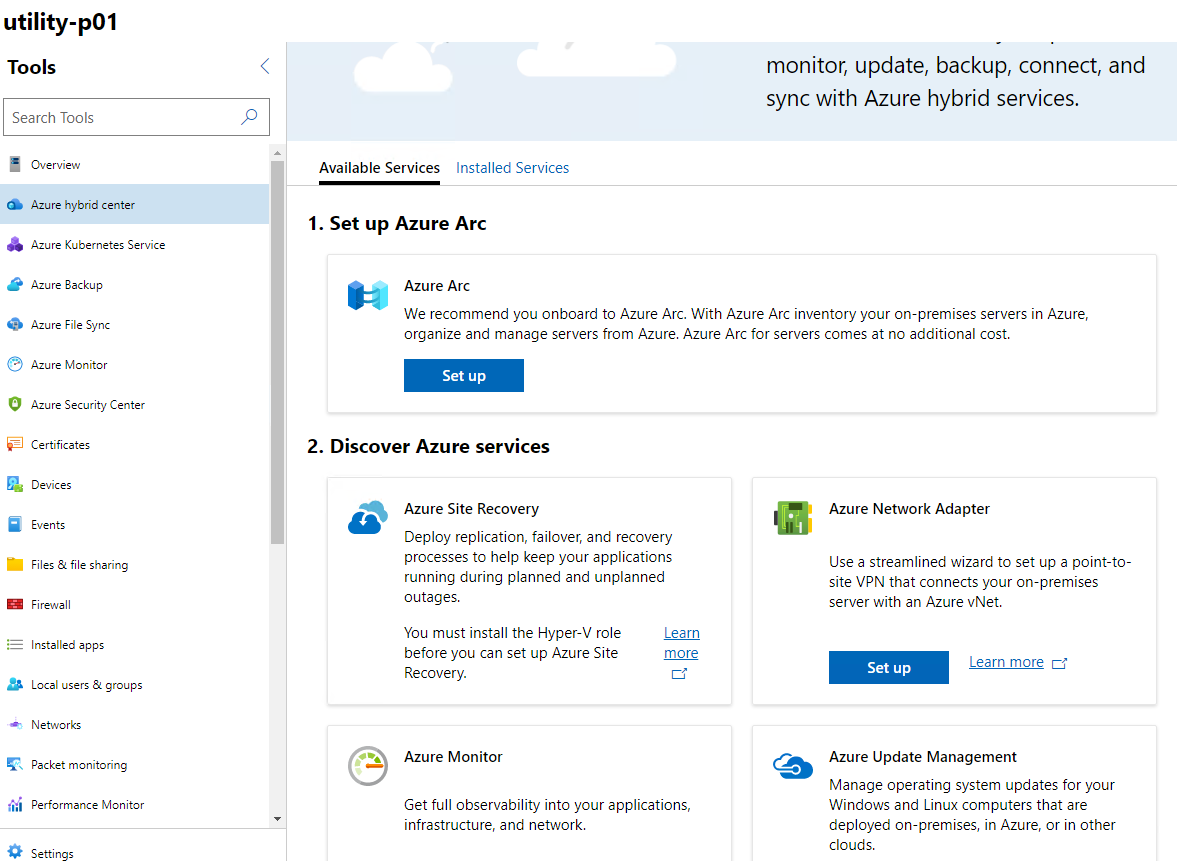 utility-p01
Tools
Search Tools
Overview
Azure hybrid center
Azure Kubernetes Service
Azure Backup
Azure File Sync
Azure Monitor
Azure Security Center
Certificates
Devices
Events
Files & file sharing
Firewall
Installed apps
Local users & groups
Networks
Packet monitoring
Performance Monitor
Settings
monitor, update, backup, connect, and
sync with Azure hybrid services.
Available Services
Installed Services
1. Set up Azure Arc
Azure Arc
We recommend you onboard to Azure Arc. With Azure Arc inventory your on-premises servers in Azure,
organize and manage servers from Azure. Azure Arc for servers comes at no additional cost.
Set up
2. Discover Azure services
Azure Site Recovery
Deploy replication, failover, and recovery
processes to help keep your applications
running during planned and unplanned
outages.
You must install the Hyper-V role
before you can set up Azure Site
Recovery.
Learn
more
Azure Network Adapter
Use a streamlined wizard to set up a point-to-
site VPN that connects your on-premises
server with an Azure vNet.
Set up
Learn more
Azure Monitor
Get full observability into your applications,
infrastructure, and network.
Azure Update Management
Manage operating system updates for your
Windows and Linux computers that are
deployed on-premises, in Azure, or in other
clouds.